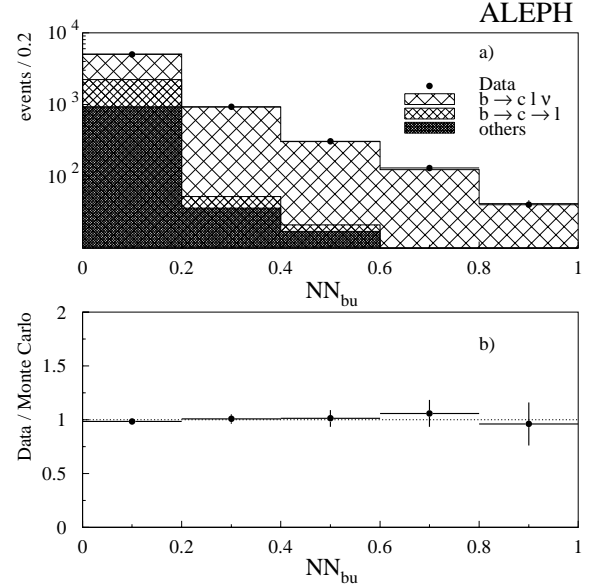 ALEPH
events / 0.2
10^4
10^3
10^2
a)
Data
b → c l ν
b → c → l
others
0 0.2 0.4 0.6 0.8 1
NN_bu
Data / Monte Carlo
2
1.5
1
0.5
0
b)
0 0.2 0.4 0.6 0.8 1
NN_bu